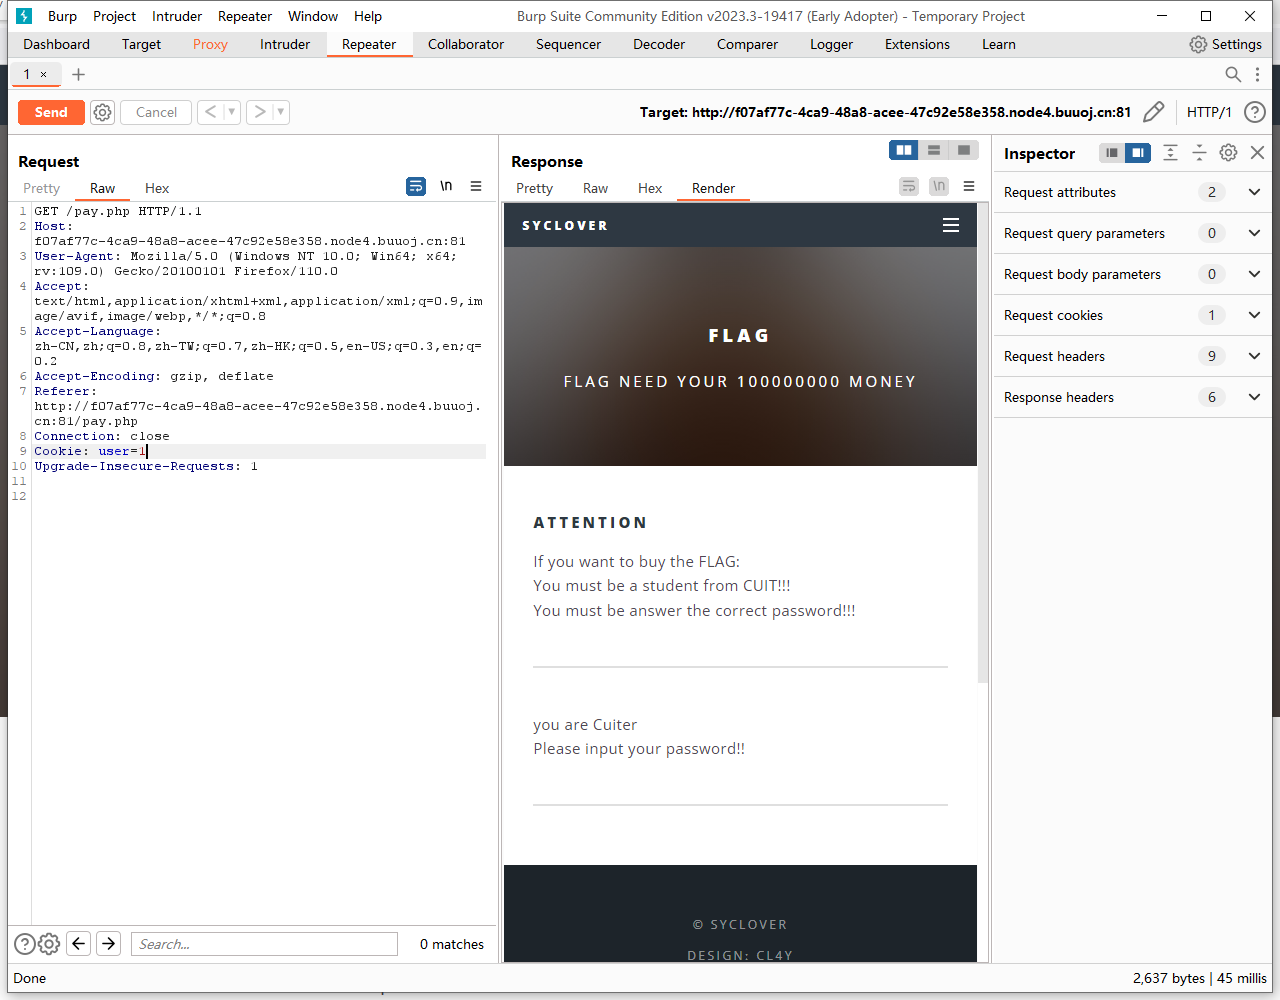 Burp Project Intruder Repeater Window Help Burp Suite Community Edition v2023.3-19417 (Early Adopter) - Temporary Project
Dashboard Target Proxy Intruder Repeater Collaborator Sequencer Decoder Comparer Logger Extensions Learn Settings
1 × +
Send Cancel < > Target: http://f07af77c-4ca9-48a8-acee-47c92e58e358.node4.buuoj.cn:81 HTTP/1 ?
Request
Pretty Raw Hex \n
1 GET /pay.php HTTP/1.1
2 Host:
f07af77c-4ca9-48a8-acee-47c92e58e358.node4.buuoj.cn:81
3 User-Agent: Mozilla/5.0 (Windows NT 10.0; Win64; x64;
rv:109.0) Gecko/20100101 Firefox/110.0
4 Accept:
text/html,application/xhtml+xml,application/xml;q=0.9,im
age/avif,image/webp,*/*;q=0.8
5 Accept-Language:
zh-CN,zh;q=0.8,zh-TW;q=0.7,zh-HK;q=0.5,en-US;q=0.3,en;q=
0.2
6 Accept-Encoding: gzip, deflate
7 Referer:
http://f07af77c-4ca9-48a8-acee-47c92e58e358.node4.buuoj.
cn:81/pay.php
8 Connection: close
9 Cookie: user=1
10 Upgrade-Insecure-Requests: 1
11
12
Search... 0 matches
Response
Pretty Raw Hex Render \n
SYCLOVER
FLAG
FLAG NEED YOUR 100000000 MONEY
ATTENTION
If you want to buy the FLAG:
You must be a student from CUIT!!!
You must be answer the correct password!!!
you are Cuiter
Please input your password!!
© SYCLOVER
DESIGN: CL4Y
Inspector
Request attributes 2
Request query parameters 0
Request body parameters 0
Request cookies 1
Request headers 9
Response headers 6
Done 2,637 bytes | 45 millis